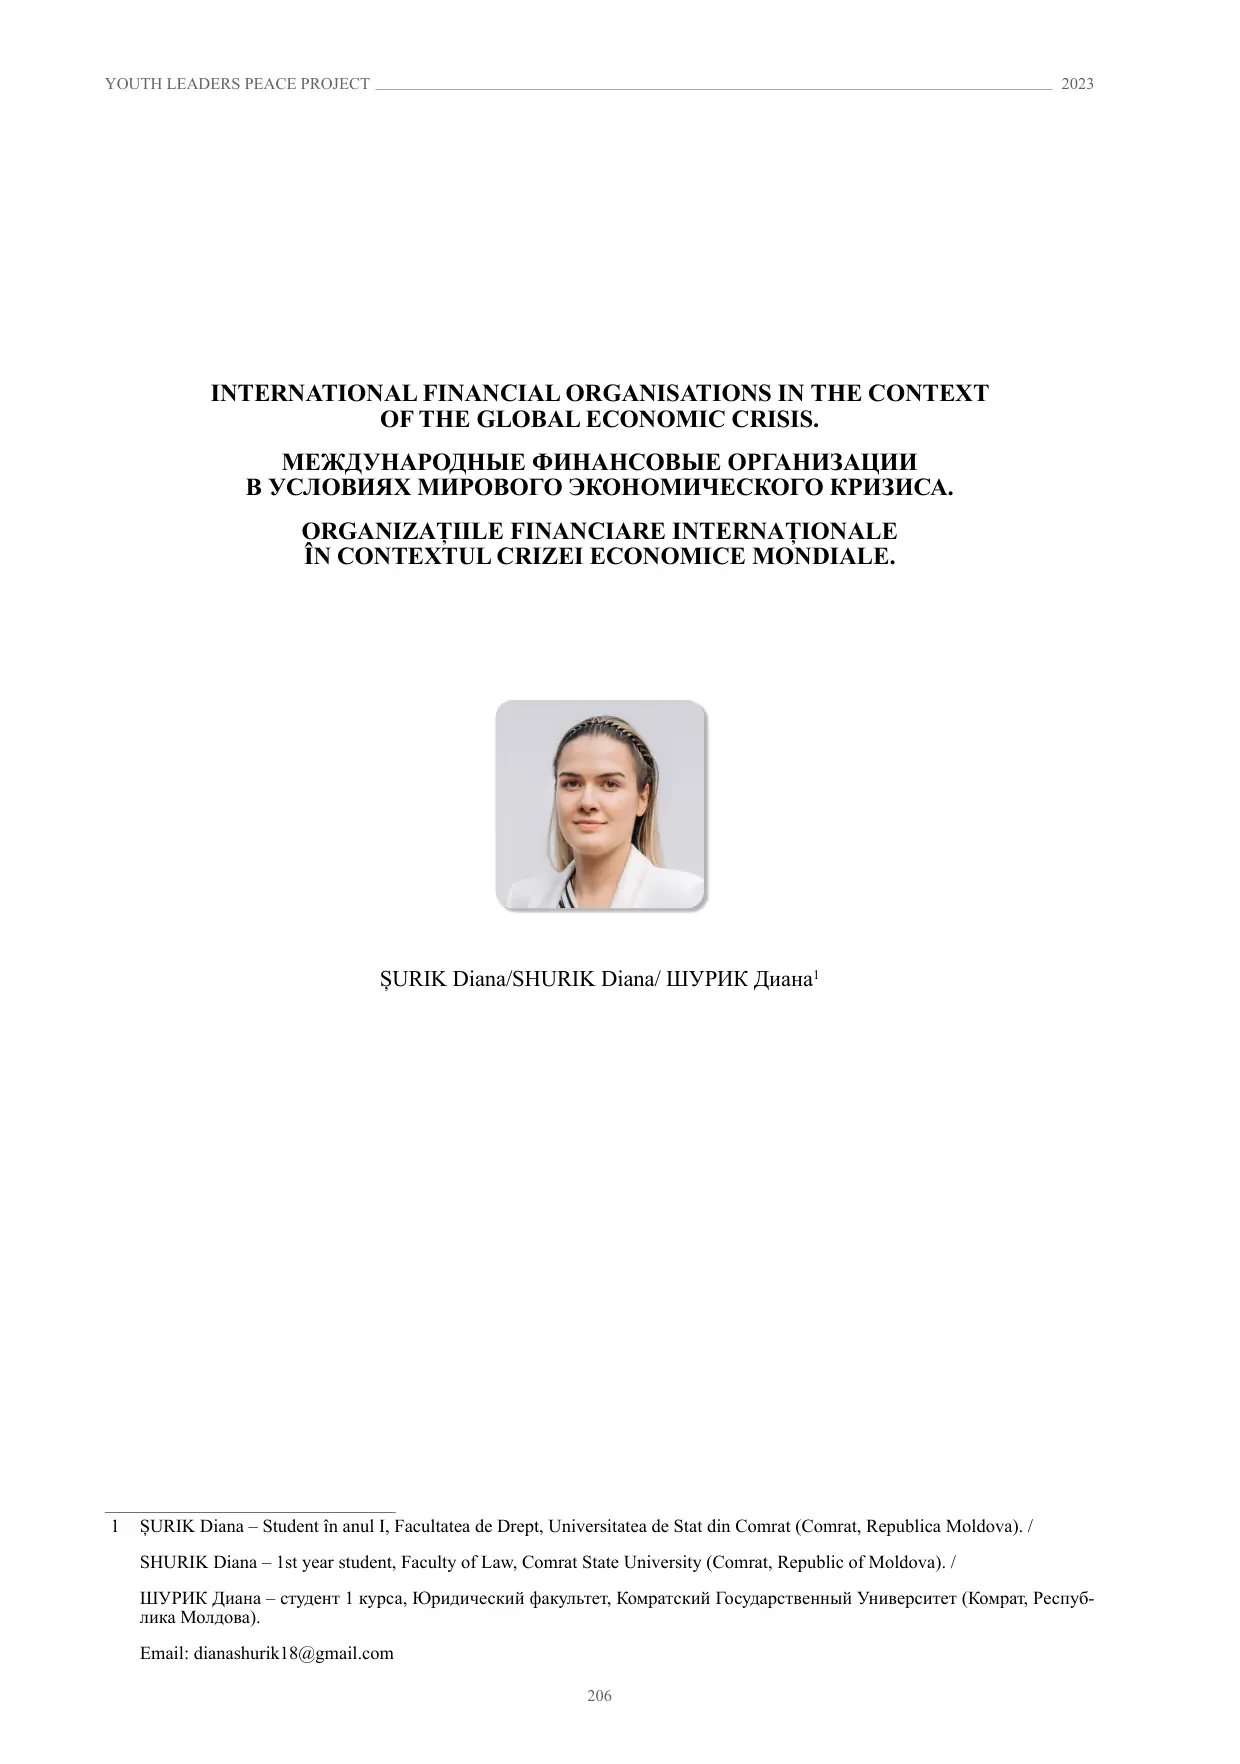 YOUTH LEADERS PEACE PROJECT 2023
INTERNATIONAL FINANCIAL ORGANISATIONS IN THE CONTEXT
OF THE GLOBAL ECONOMIC CRISIS.
МЕЖДУНАРОДНЫЕ ФИНАНСОВЫЕ ОРГАНИЗАЦИИ
В УСЛОВИЯХ МИРОВОГО ЭКОНОМИЧЕСКОГО КРИЗИСА.
ORGANIZAȚIILE FINANCIARE INTERNAȚIONALE
ÎN CONTEXTUL CRIZEI ECONOMICE MONDIALE.
ȘURIK Diana/SHURIK Diana/ ШУРИК Диана¹
1 ȘURIK Diana – Student în anul I, Facultatea de Drept, Universitatea de Stat din Comrat (Comrat, Republica Moldova). /
SHURIK Diana – 1st year student, Faculty of Law, Comrat State University (Comrat, Republic of Moldova). /
ШУРИК Диана – студент 1 курса, Юридический факультет, Комратский Государственный Университет (Комрат, Респуб-
лика Молдова).
Email: dianashurik18@gmail.com
206